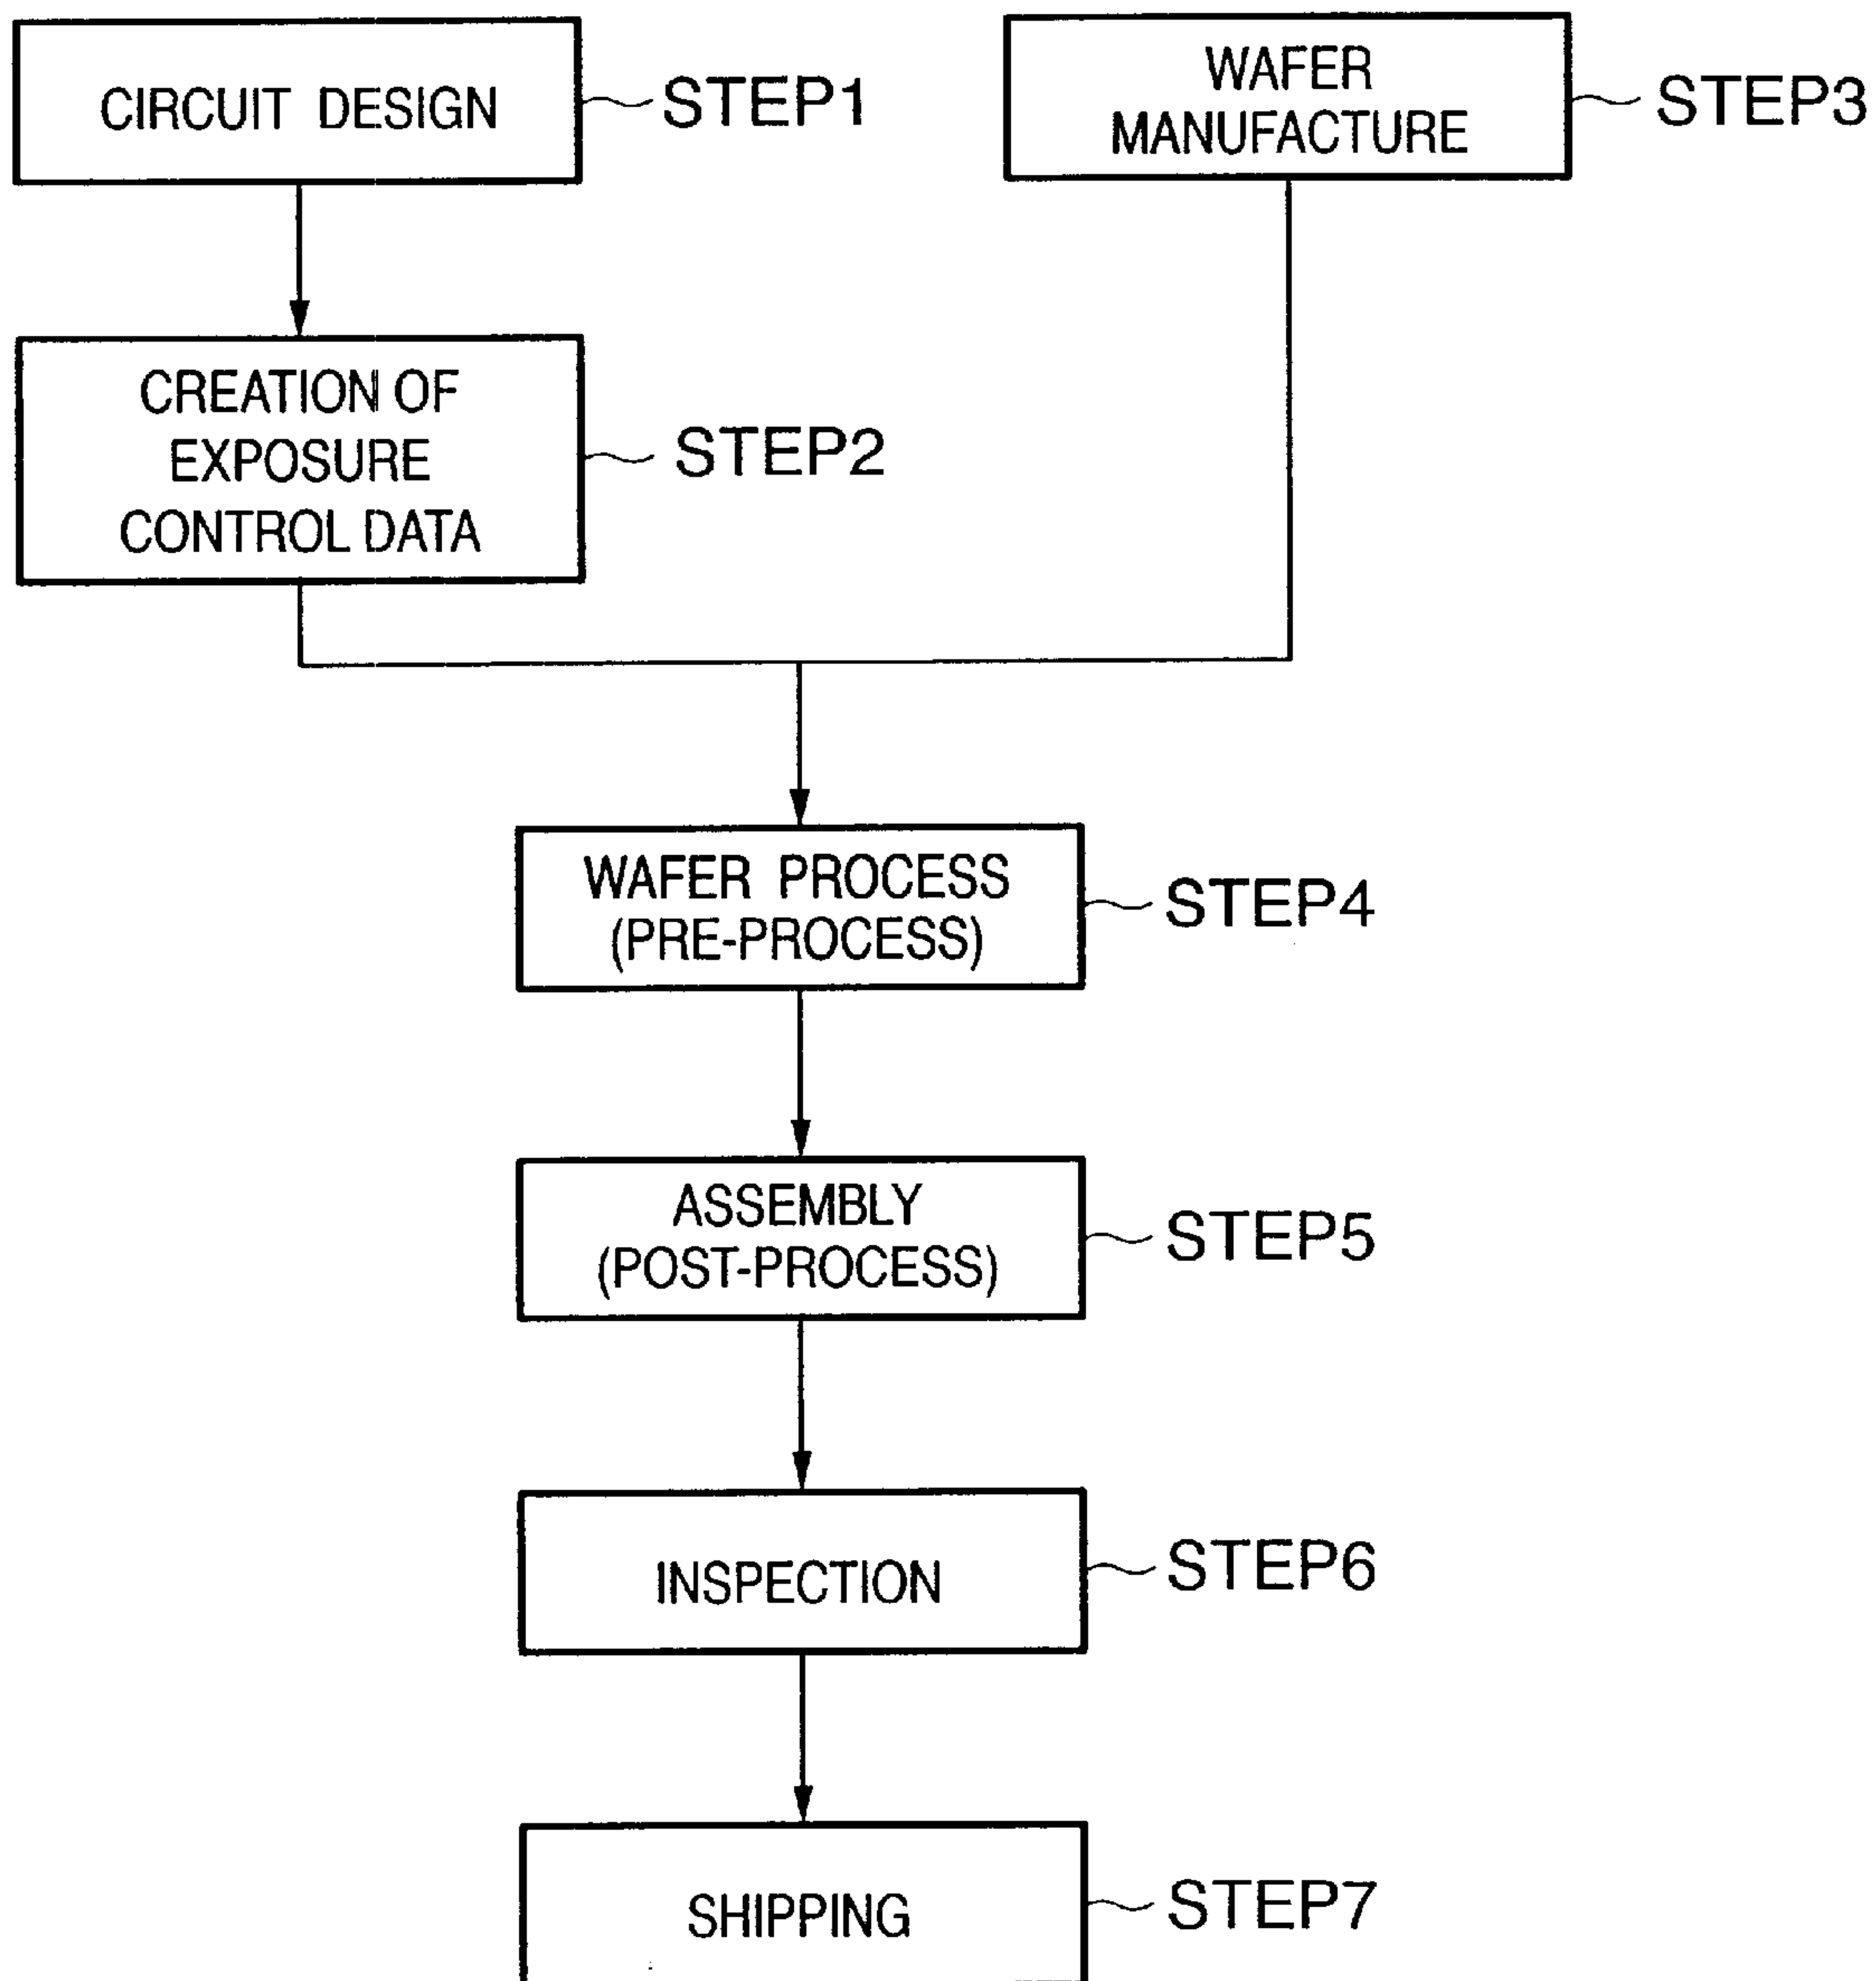 CIRCUIT DESIGN
STEP1
WAFER
MANUFACTURE
STEP3
CREATION OF
EXPOSURE
CONTROL DATA
STEP2
WAFER PROCESS
(PRE-PROCESS)
STEP4
ASSEMBLY
(POST-PROCESS)
STEP5
INSPECTION
STEP6
SHIPPING
STEP7